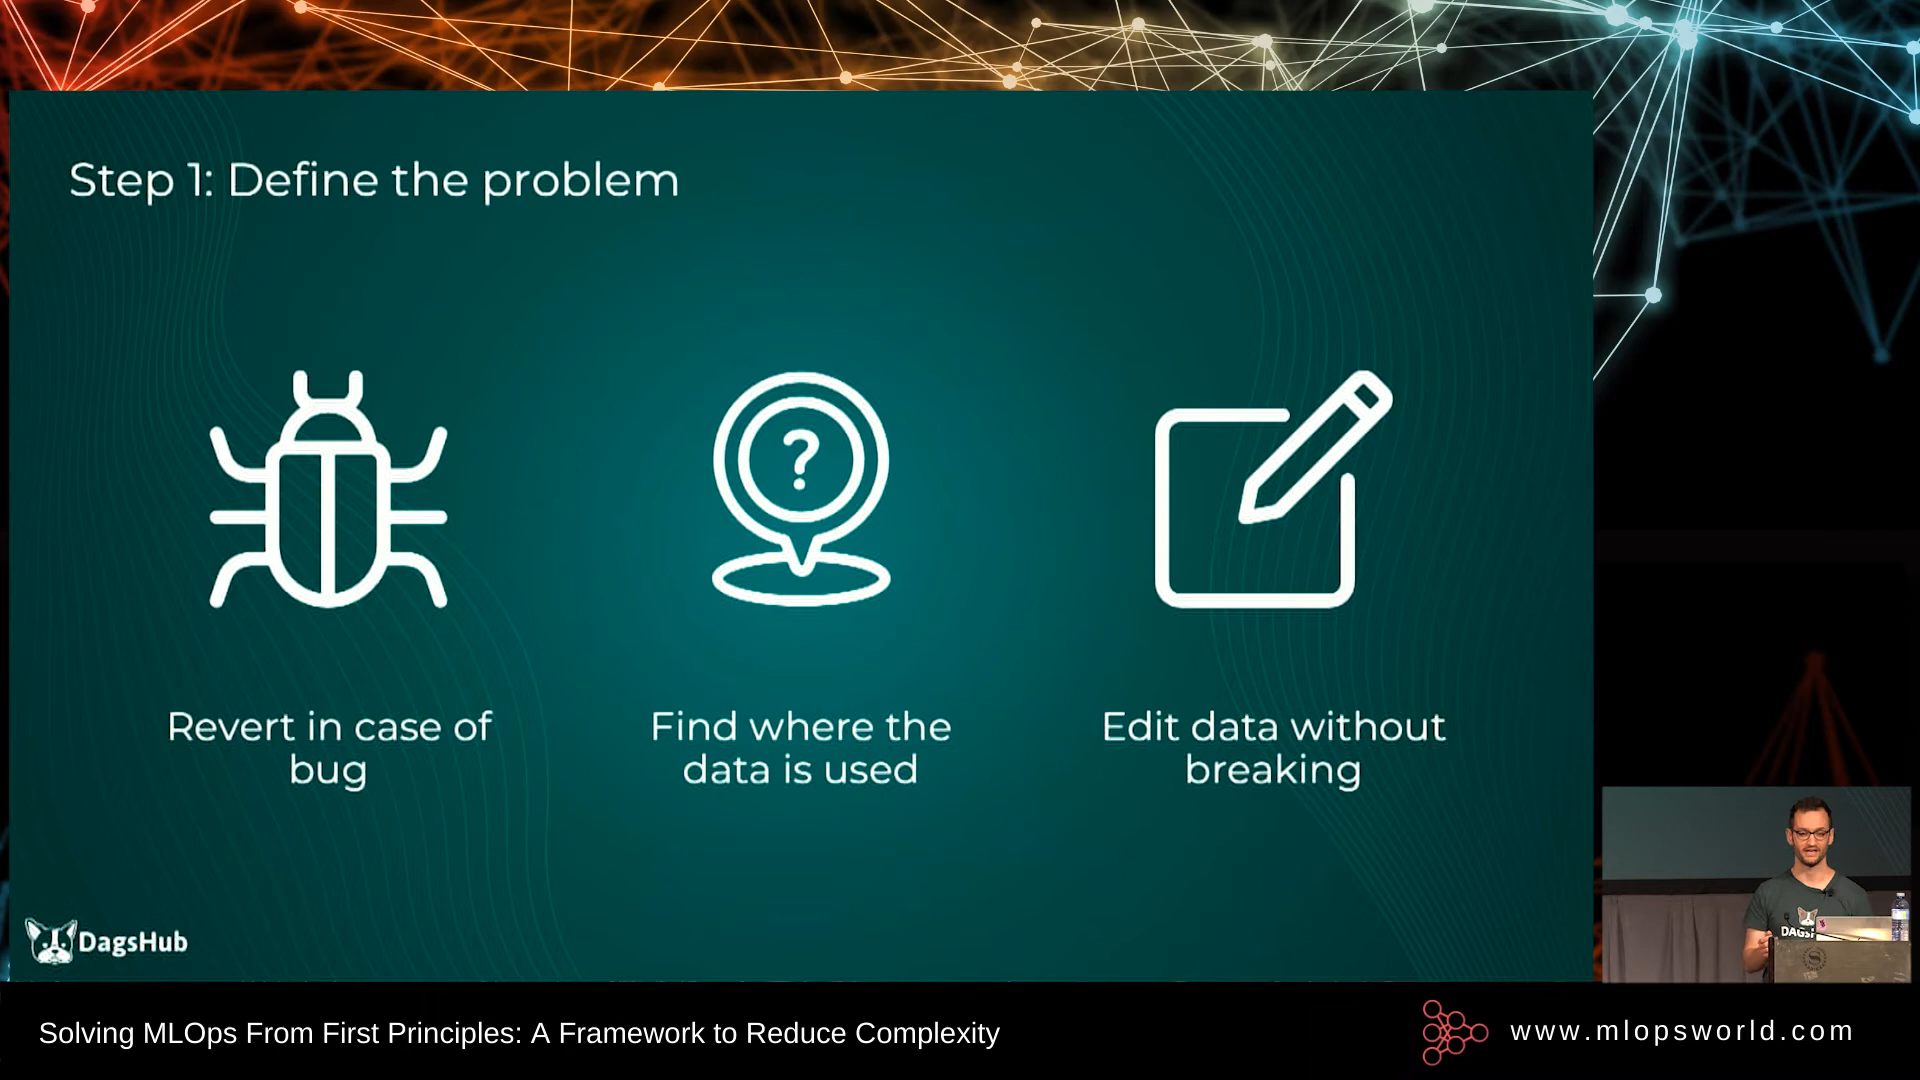 Step 1: Define the problem
?
Revert in case of
bug
Find where the
data is used
Edit data without
breaking
DagsHub
Solving MLOps From First Principles: A Framework to Reduce Complexity
www.mlopsworld.com